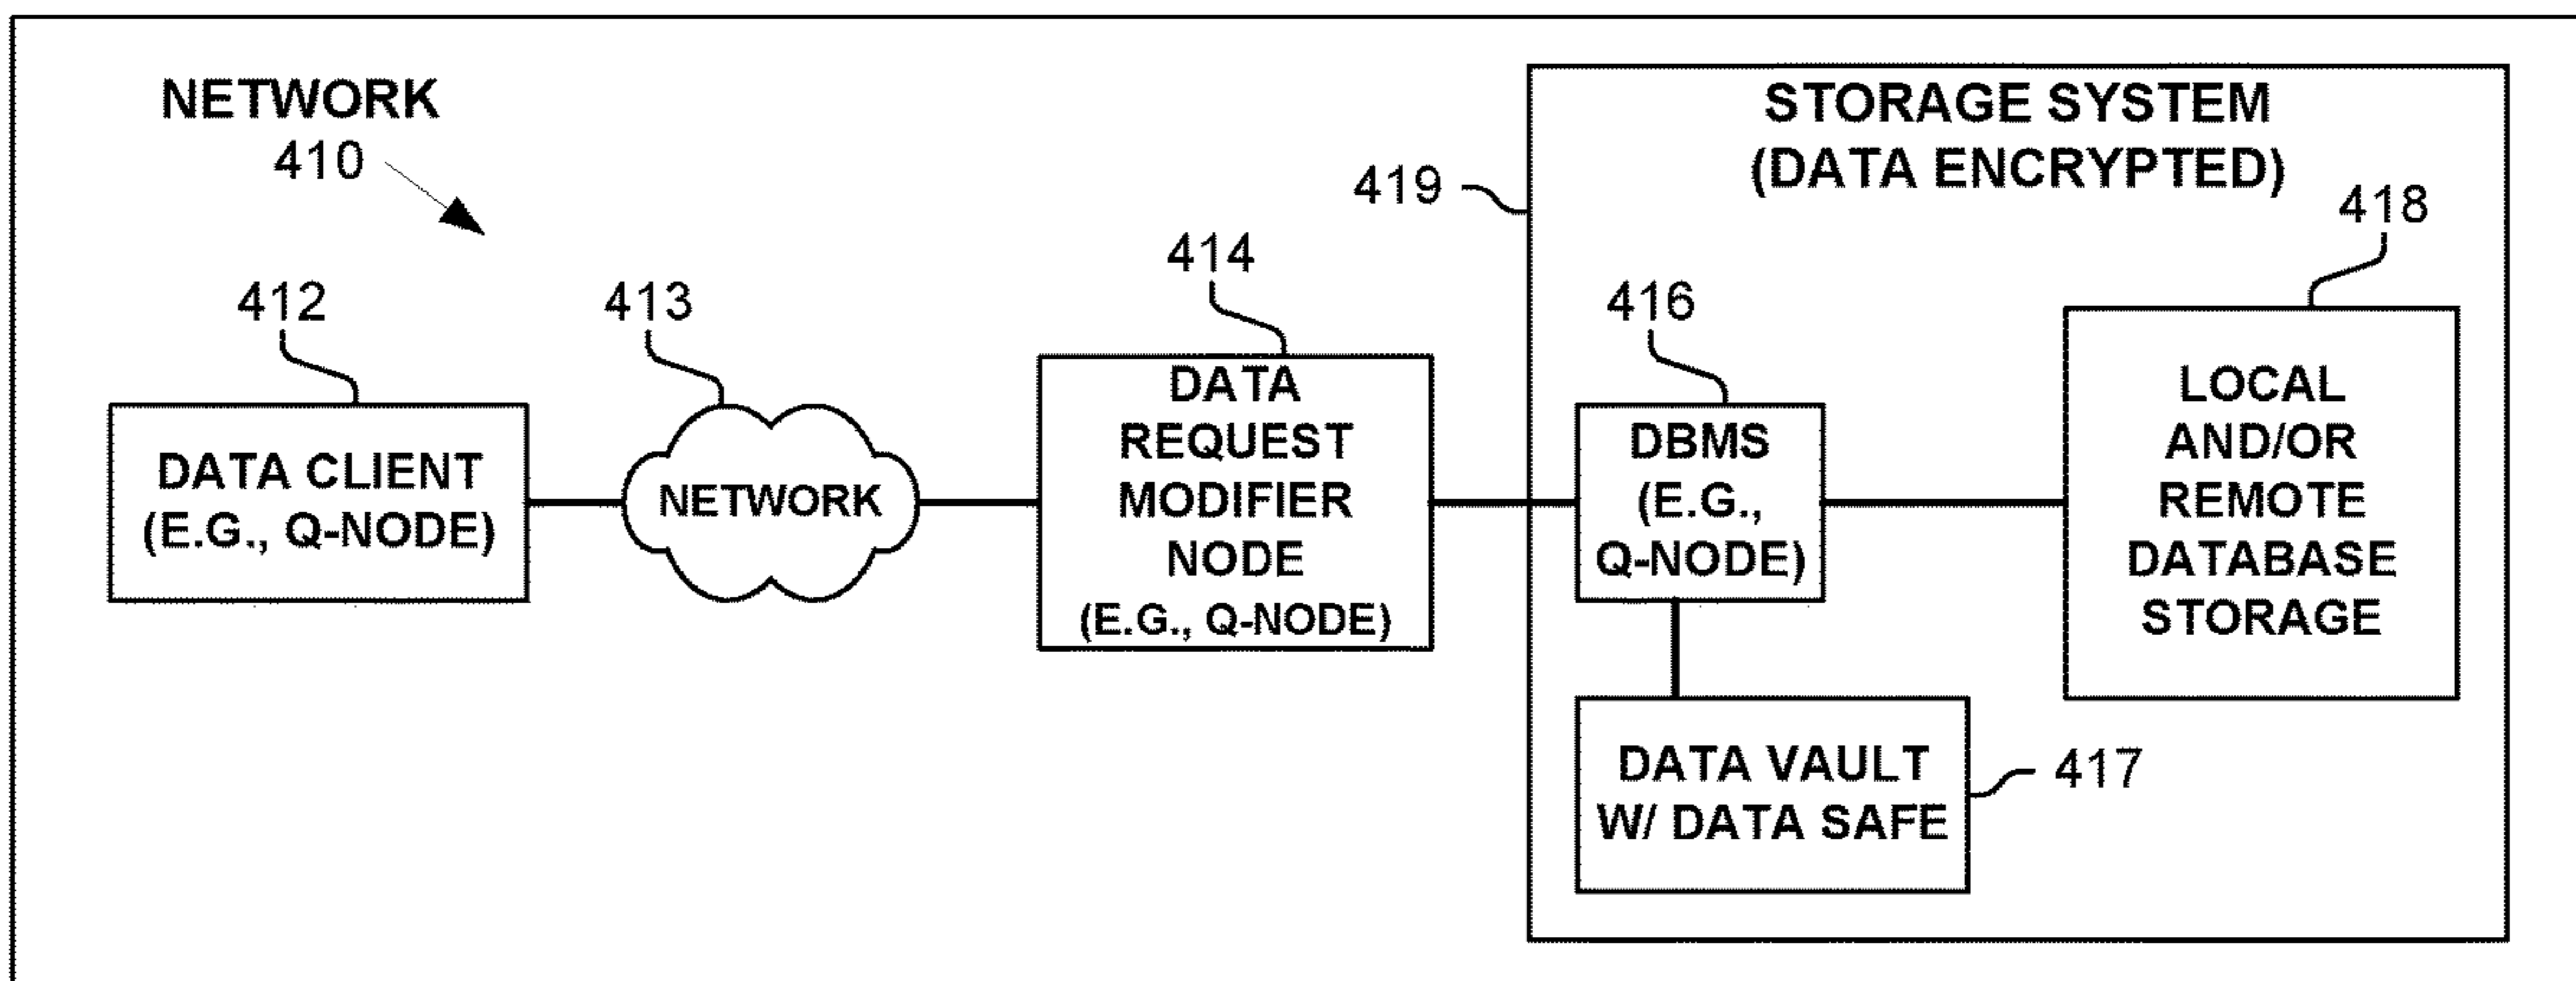 NETWORK
410
STORAGE SYSTEM
(DATA ENCRYPTED)
419
418
414
412
413
416
DATA CLIENT
(E.G., Q-NODE)
NETWORK
DATA
REQUEST
MODIFIER
NODE
(E.G., Q-NODE)
DBMS
(E.G.,
Q-NODE)
LOCAL
AND/OR
REMOTE
DATABASE
STORAGE
DATA VAULT
W/ DATA SAFE
417